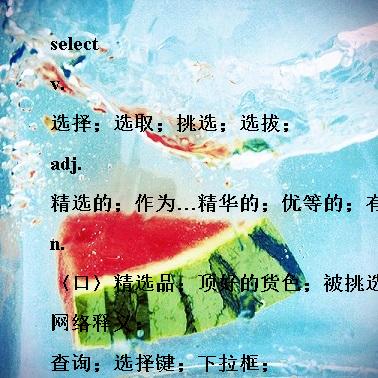 select
v.
选择；选取；挑选；选拔；
adj.
精选的；作为…精华的；优等的；有
n.
〈口〉精选品；顶好的货色；被挑选
网络释义：
查询；选择键；下拉框；